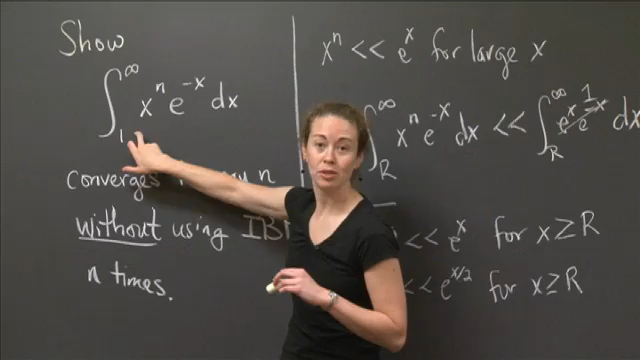 Show
∫₁^∞ xⁿ e⁻ˣ dx
converges n
without using IB
n times.
xⁿ << eˣ for large x
∫_R^∞ xⁿ e⁻ˣ dx << ∫_R^∞ eˣ e⁻ˣ 1 dx
<< eˣ for x ≥ R
<< e^{x/2} for x ≥ R